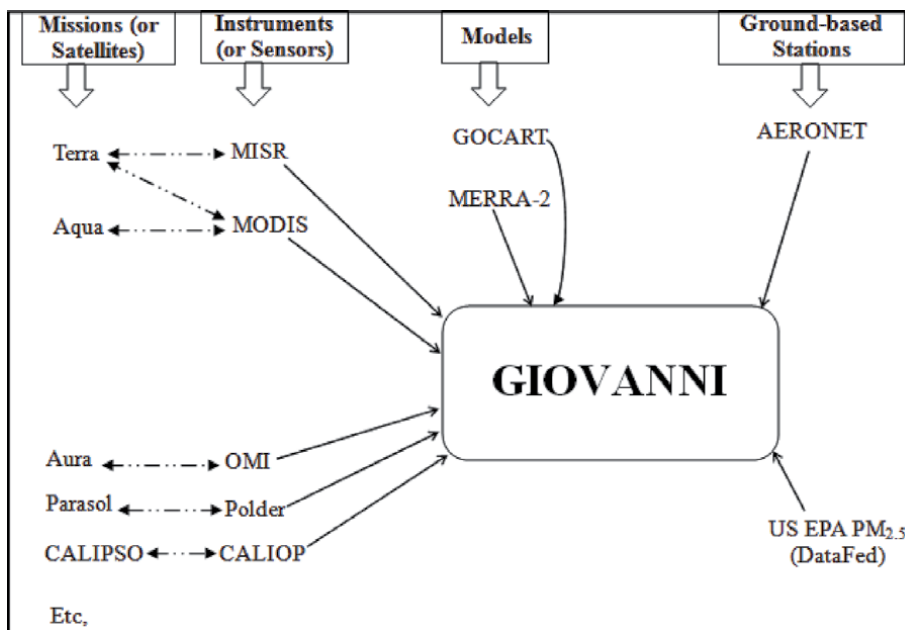 Missions (or
Satellites)
Instruments
(or Sensors)
Models
Ground-based
Stations
Terra
MISR
GOCART
AERONET
MERRA-2
Aqua
MODIS
GIOVANNI
Aura
OMI
Parasol
Polder
US EPA PM2.5
(DataFed)
CALIPSO
CALIOP
Etc,